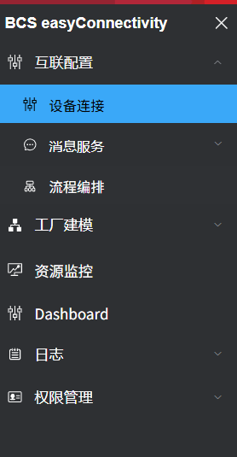 BCS easyConnectivity
互联配置
设备连接
消息服务
流程编排
工厂建模
资源监控
Dashboard
日志
权限管理